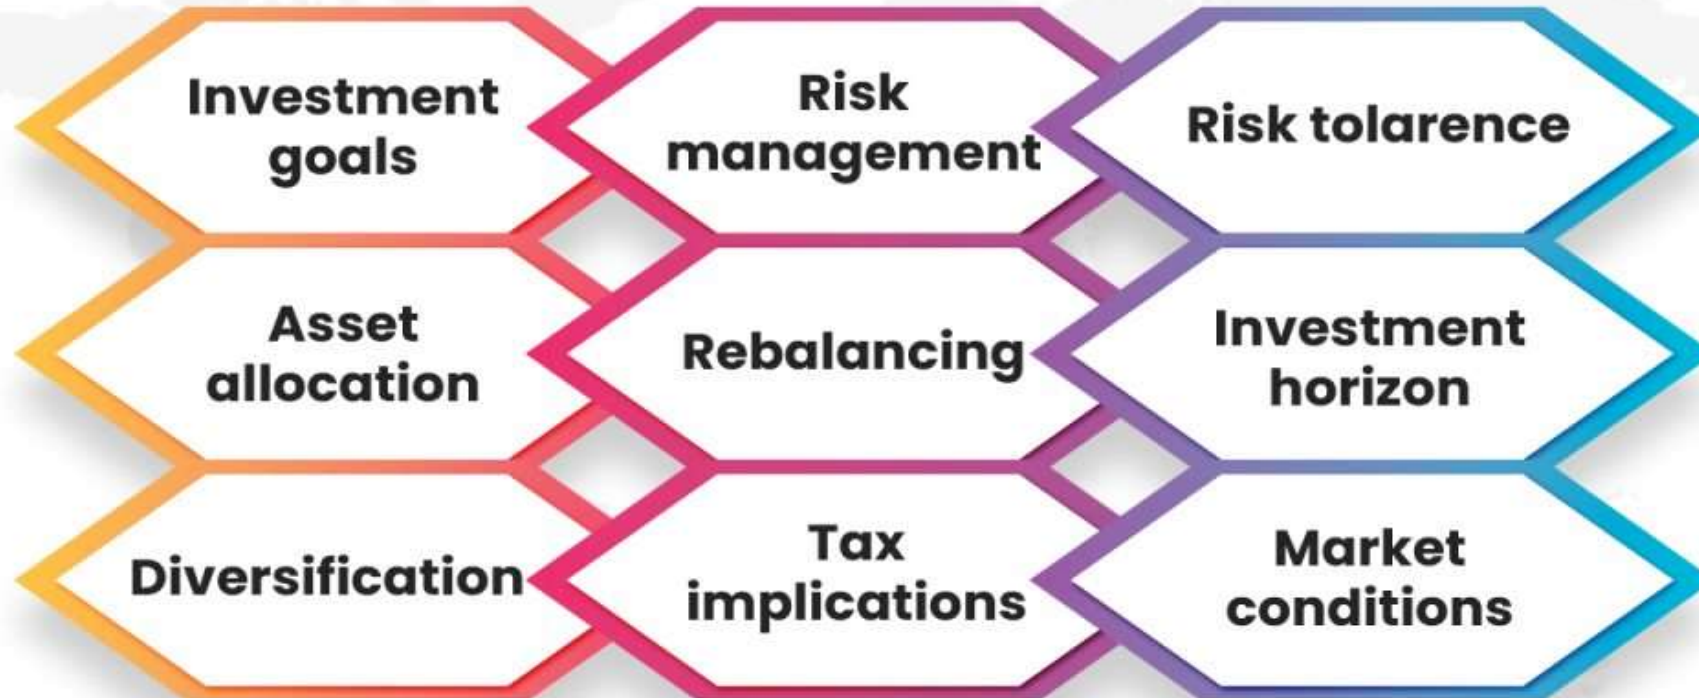 Investment
goals
Risk
management
Risk tolarence
Asset
allocation
Rebalancing
Investment
horizon
Diversification
Tax
implications
Market
conditions